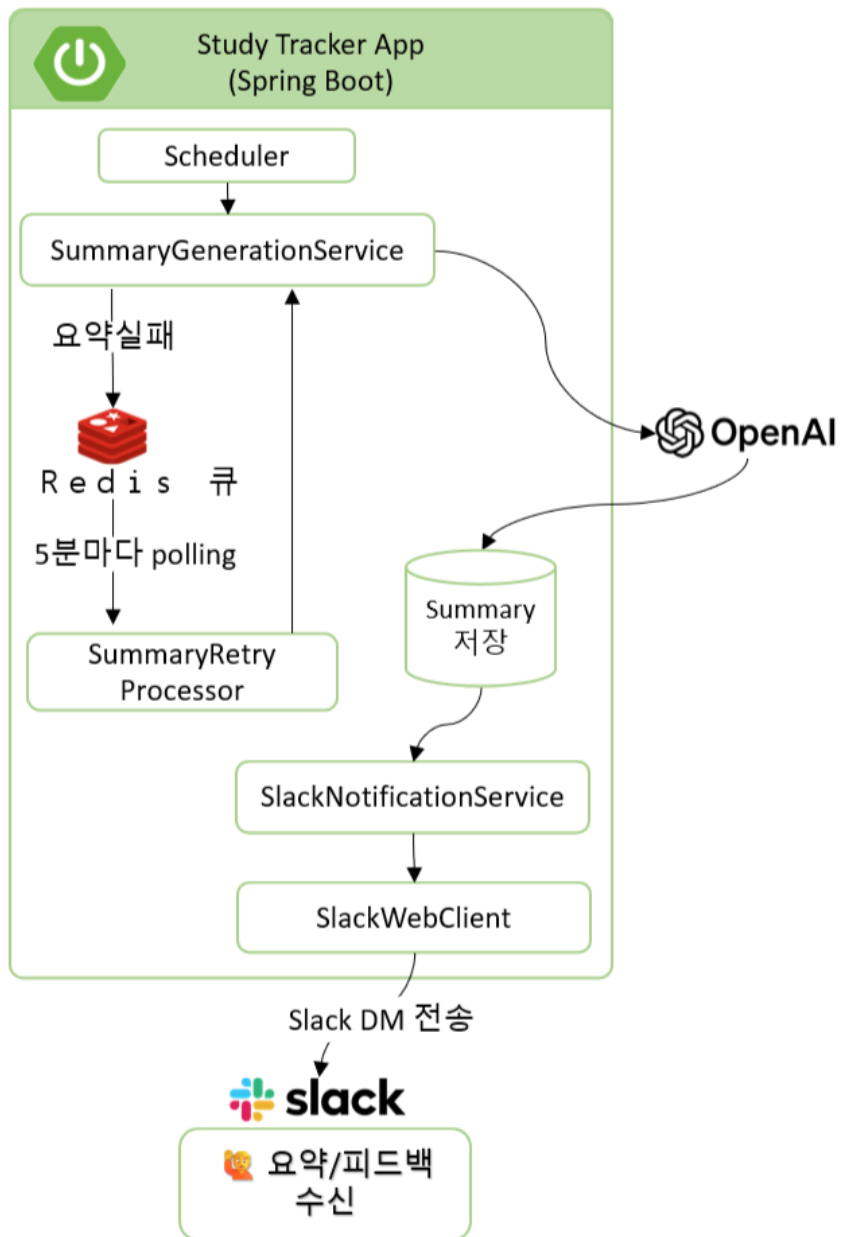 Study Tracker App
(Spring Boot)
Scheduler
SummaryGenerationService
요약실패
OpenAI
Redis 큐
5분마다 polling
Summary
저장
SummaryRetry
Processor
SlackNotificationService
SlackWebClient
Slack DM 전송
slack
요약/피드백
수신